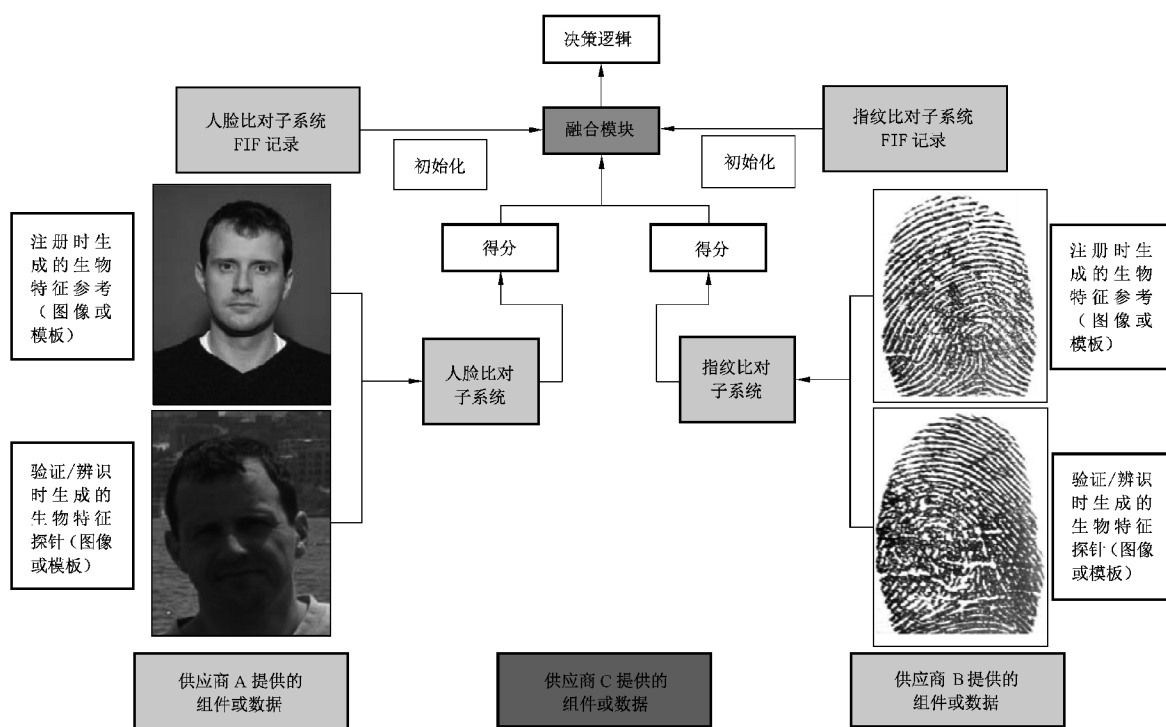 决策逻辑
人脸比对子系统
FIF 记录
融合模块
指纹比对子系统
FIF 记录
初始化
初始化
得分
得分
注册时生
成的生物
特征参考
（图像或
模板）
注册时生
成的生物
特征参考
（图像或
模板）
人脸比对
子系统
指纹比对
子系统
验证/辨识
时生成的
生物特征
探针(图像
或模板)
验证/辨识
时生成的
生物特征
探针(图像
或模板)
供应商 A 提供的
组件或数据
供应商 C 提供的
组件或数据
供应商 B 提供的
组件或数据